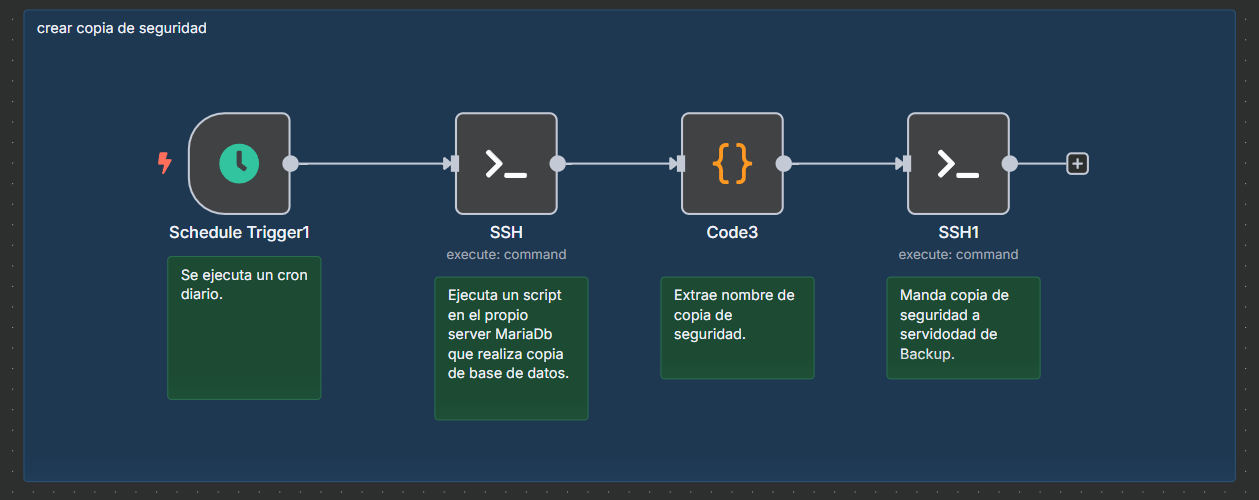 crear copia de seguridad
Schedule Trigger1
SSH
execute: command
Code3
SSH1
execute: command
Se ejecuta un cron
diario.
Ejecuta un script
en el propio
server MariaDb
que realiza copia
de base de datos.
Extrae nombre de
copia de
seguridad.
Manda copia de
seguridad a
servidodad de
Backup.